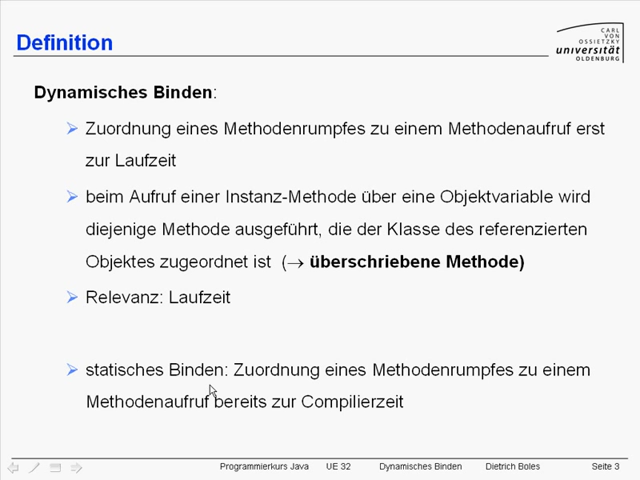 Definition
CARL
VON
OSSIETZKY
universität
OLDENBURG
Dynamisches Binden:
Zuordnung eines Methodenrumpfes zu einem Methodenaufruf erst
zur Laufzeit
beim Aufruf einer Instanz-Methode über eine Objektvariable wird
diejenige Methode ausgeführt, die der Klasse des referenzierten
Objektes zugeordnet ist (→ überschriebene Methode)
Relevanz: Laufzeit
statisches Binden: Zuordnung eines Methodenrumpfes zu einem
Methodenaufruf bereits zur Compilierzeit
Programmierkurs Java UE 32 Dynamisches Binden Dietrich Boles Seite 3